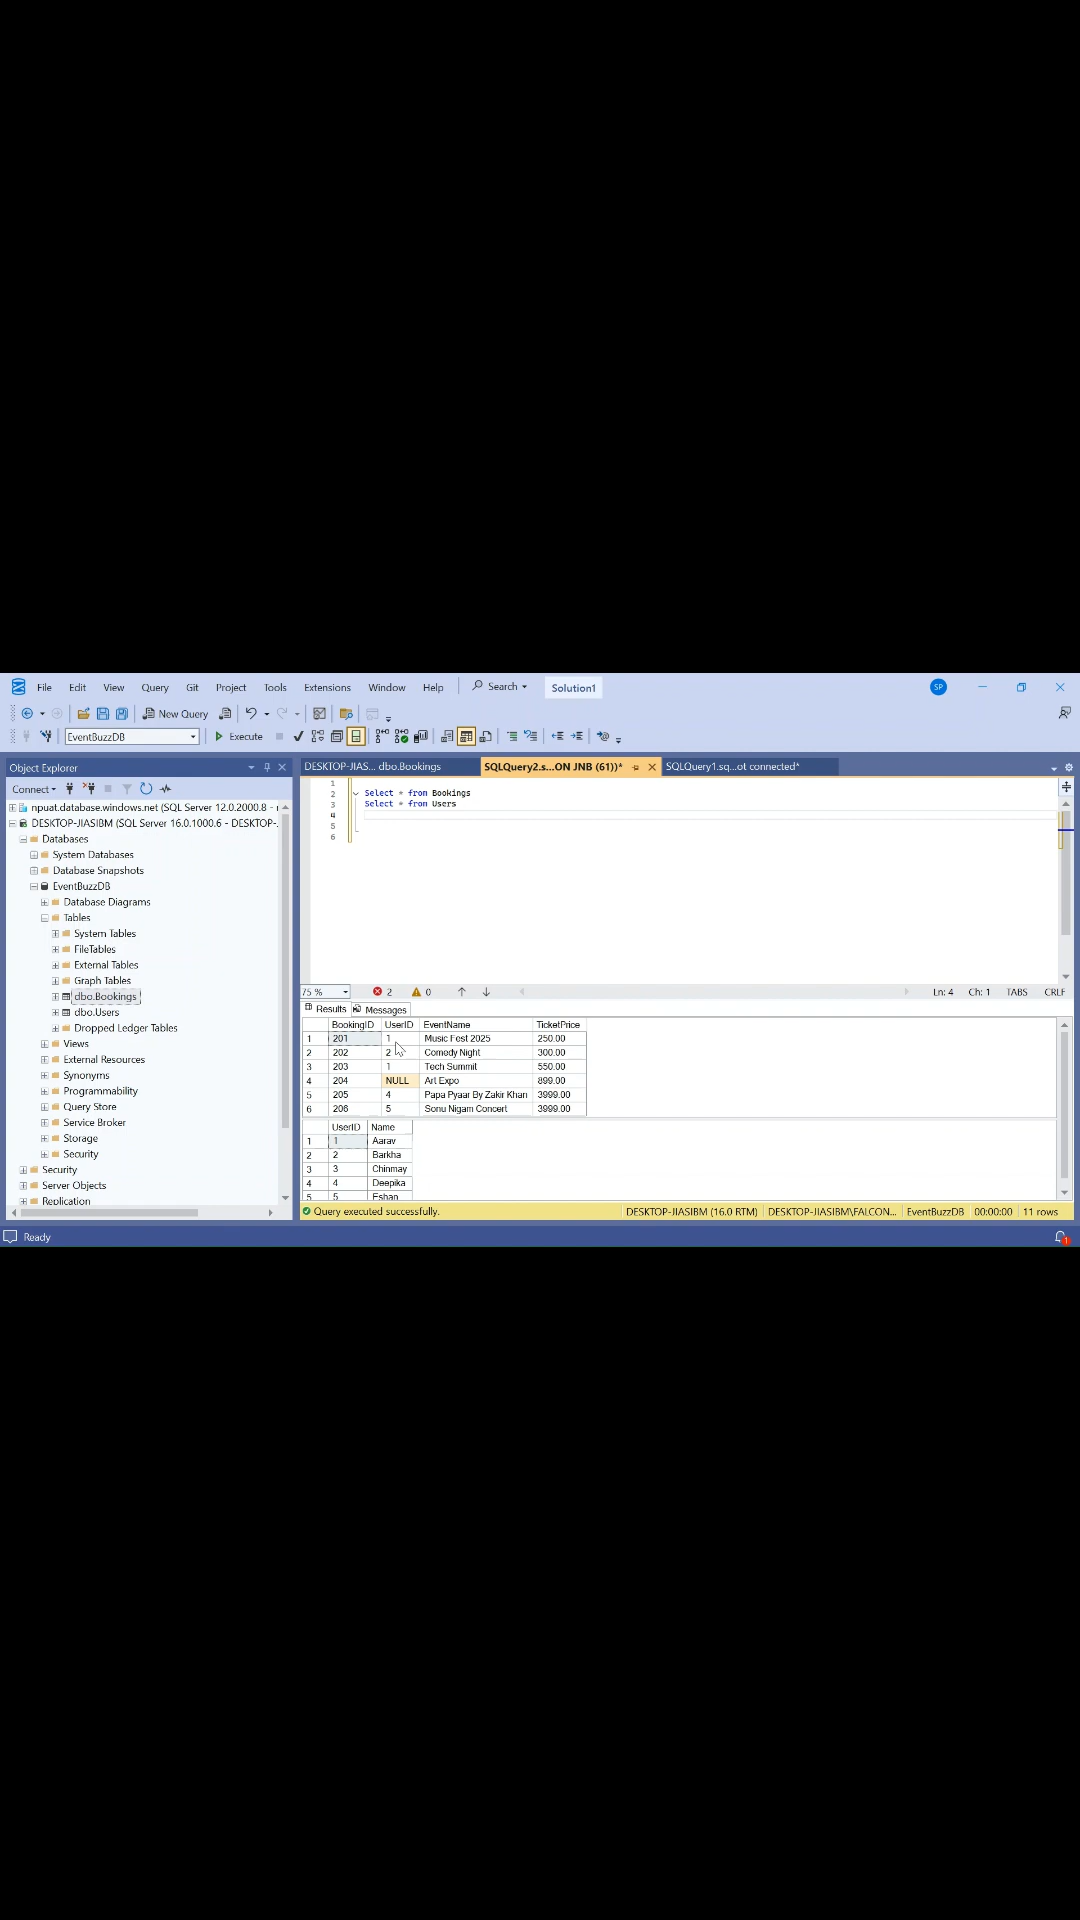 File Edit View Query Git Project Tools Extensions Window Help Search Solution1 SP
New Query
EventBuzzDB Execute
Object Explorer
Connect
npuat.database.windows.net (SQL Server 12.0.2000.8 -
DESKTOP-JIASIBM (SQL Server 16.0.1000.6 - DESKTOP-
Databases
System Databases
Database Snapshots
EventBuzzDB
Database Diagrams
Tables
System Tables
FileTables
External Tables
Graph Tables
dbo.Bookings
dbo.Users
Dropped Ledger Tables
Views
External Resources
Synonyms
Programmability
Query Store
Service Broker
Storage
Security
Security
Server Objects
Replication
DESKTOP-JIAS... dbo.Bookings SQLQuery2.s...ON JNB (61))* SQLQuery1.sq...ot connected*
1
2 Select * from Bookings
3 Select * from Users
4
5
6
75 % 2 0 Ln: 4 Ch: 1 TABS CRLF
Results Messages
BookingID UserID EventName TicketPrice
1 201 1 Music Fest 2025 250.00
2 202 2 Comedy Night 300.00
3 203 1 Tech Summit 550.00
4 204 NULL Art Expo 899.00
5 205 4 Papa Pyaar By Zakir Khan 3999.00
6 206 5 Sonu Nigam Concert 3999.00
UserID Name
1 1 Aarav
2 2 Barkha
3 3 Chinmay
4 4 Deepika
5 5 Eshan
Query executed successfully. DESKTOP-JIASIBM (16.0 RTM) DESKTOP-JIASIBM\FALCON... EventBuzzDB 00:00:00 11 rows
Ready 1